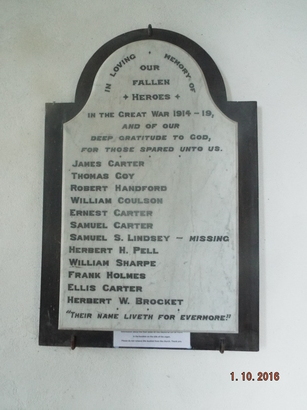 IN LOVING MEMORY OF
OUR
FALLEN
+ HEROES +
IN THE GREAT WAR 1914-19,
AND OF OUR
DEEP GRATITUDE TO GOD,
FOR THOSE SPARED UNTO US.
JAMES CARTER
THOMAS COY
ROBERT HANDFORD
WILLIAM COULSON
ERNEST CARTER
SAMUEL CARTER
SAMUEL S. LINDSEY — MISSING
HERBERT H. PELL
WILLIAM SHARPE
FRANK HOLMES
ELLIS CARTER
HERBERT W. BROCKET
"THEIR NAME LIVETH FOR EVERMORE."
1.10.2016